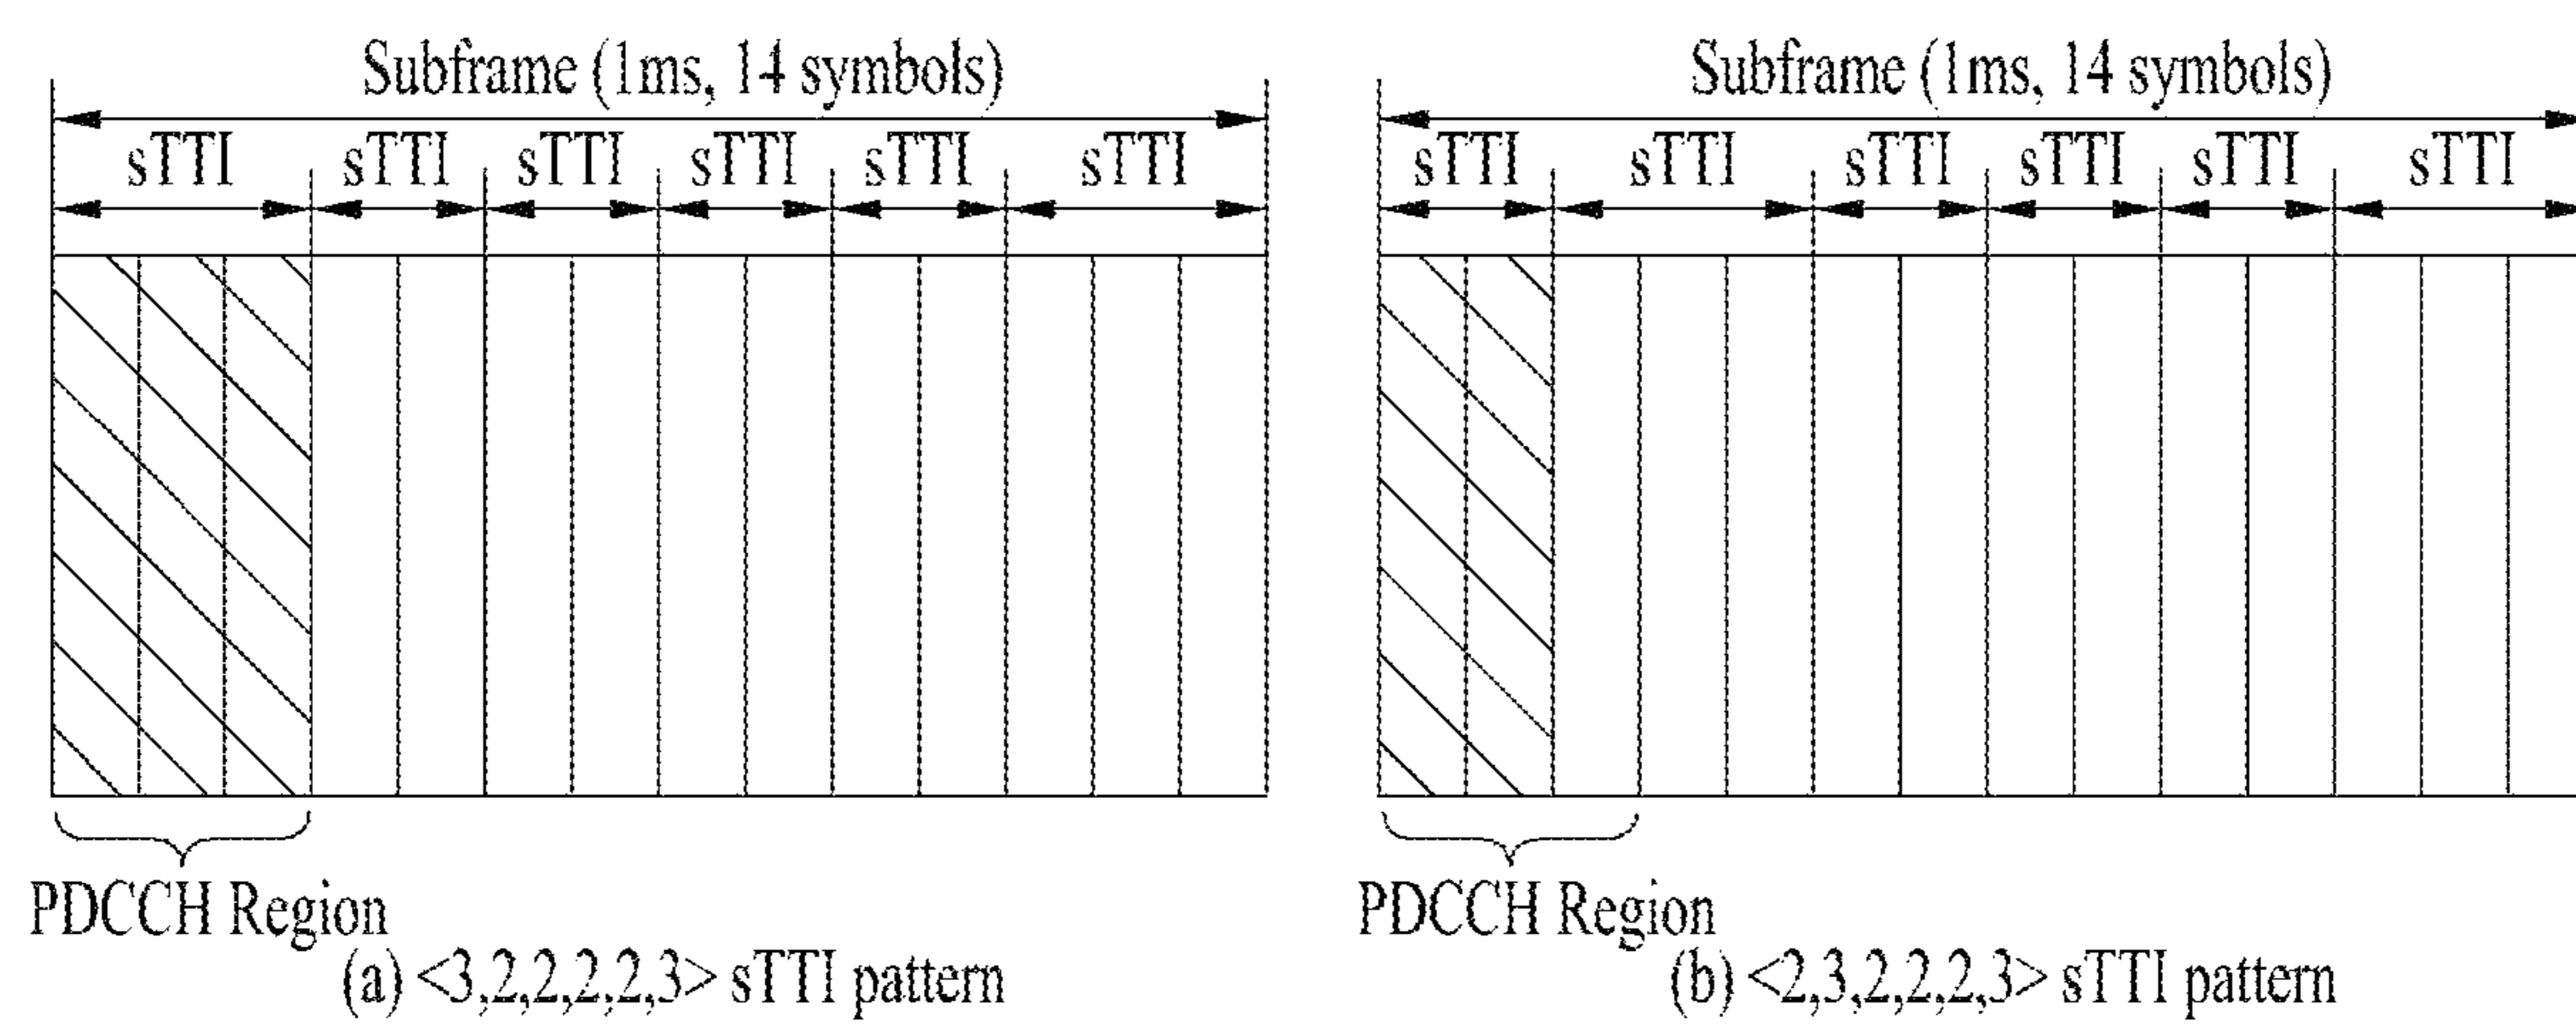 Subframe (1ms, 14 symbols)
sTTI sTTI sTTI sTTI sTTI sTTI
PDCCH Region
(a) <3,2,2,2,2,3> sTTI pattern
Subframe (1ms, 14 symbols)
sTTI sTTI sTTI sTTI sTTI sTTI
PDCCH Region
(b) <2,3,2,2,2,3> sTTI pattern